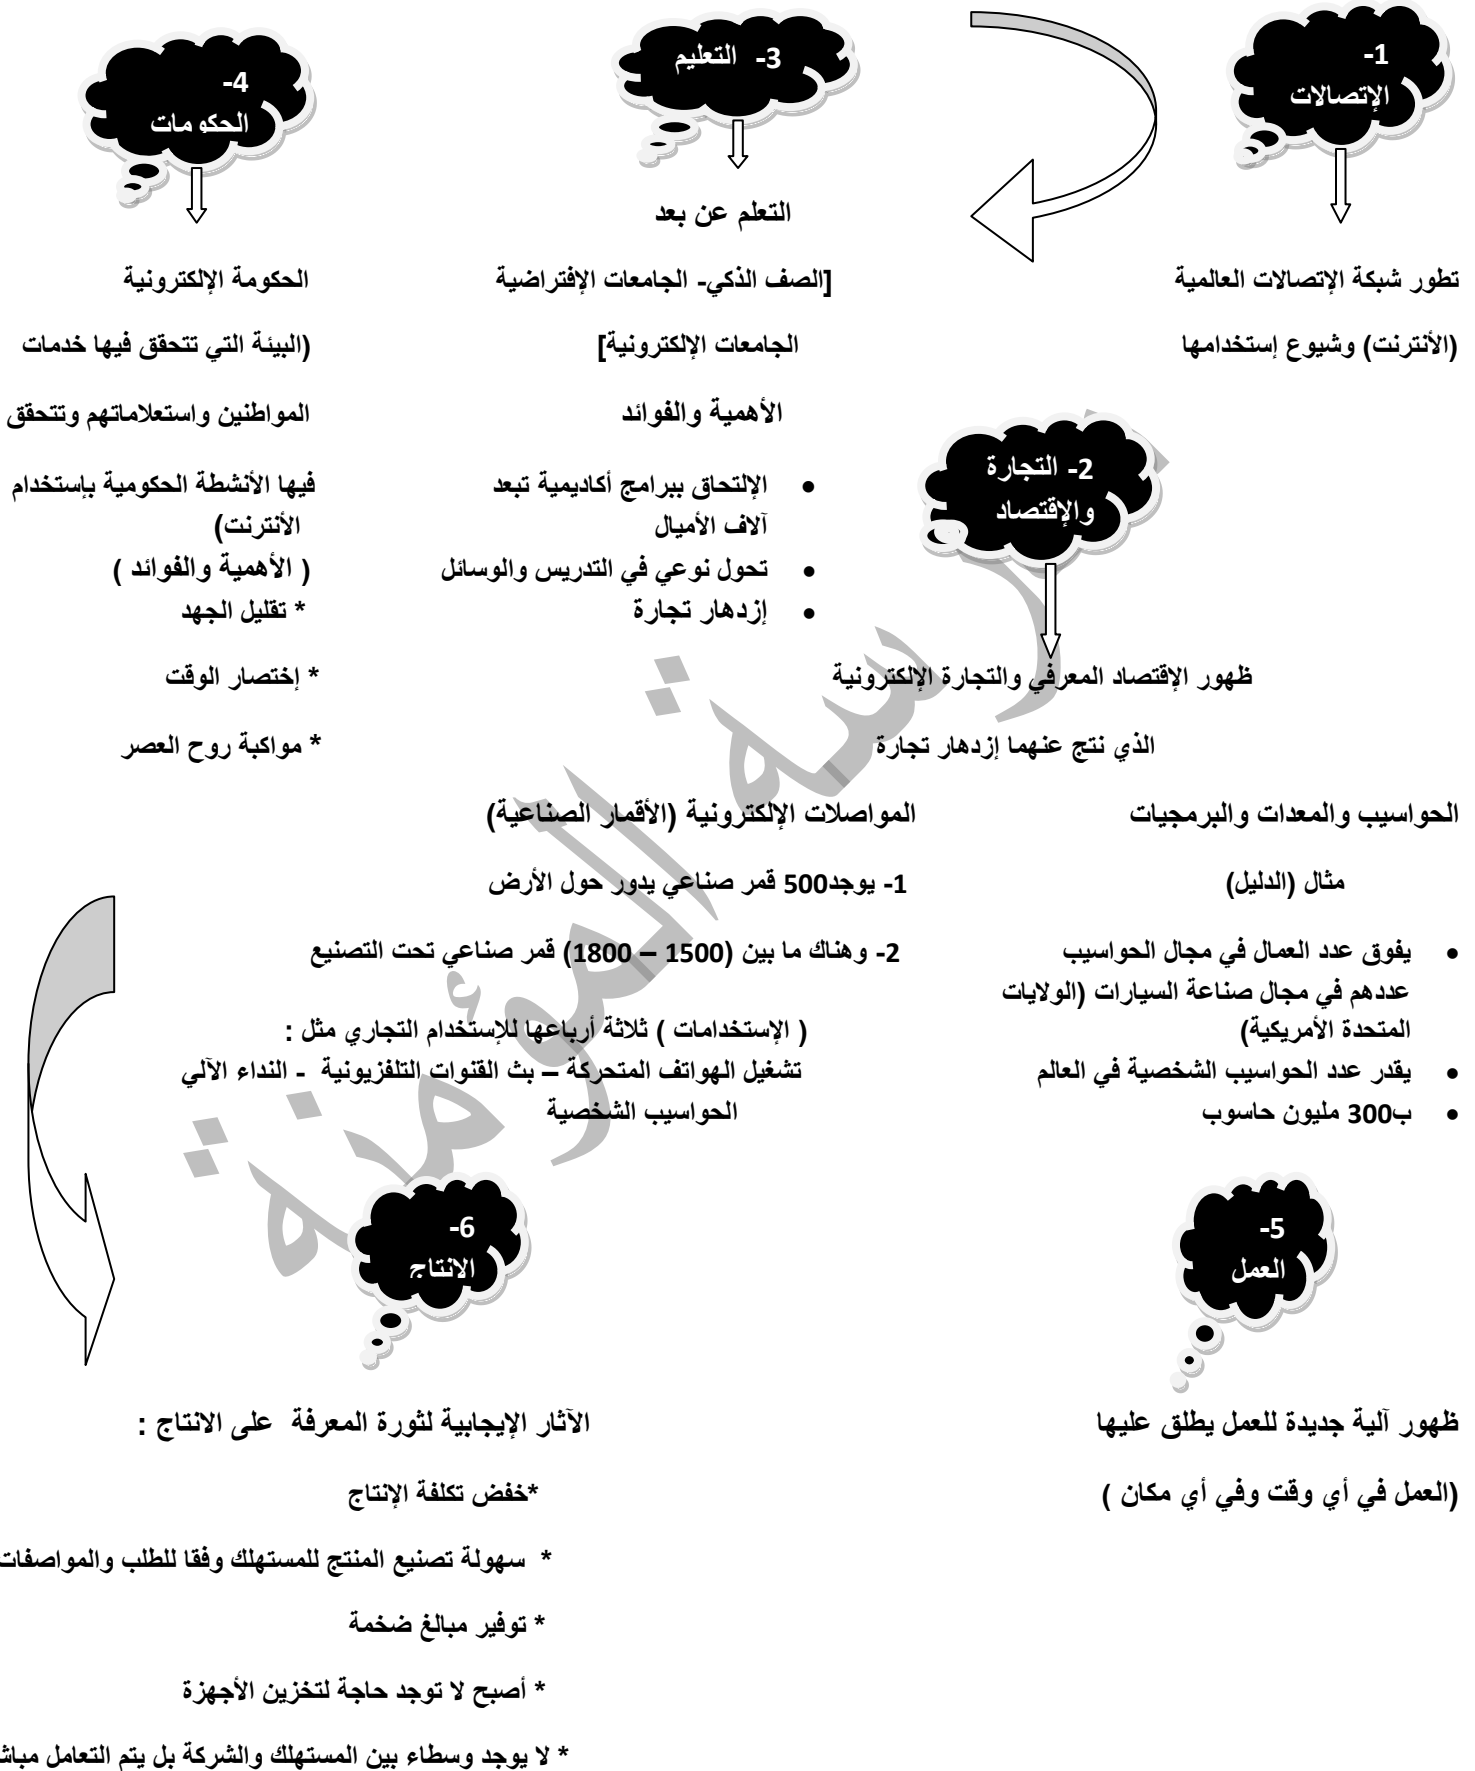 1-
الإتصالات
تطور شبكة الإتصالات العالمية
(الأنترنت) وشيوع إستخدامها
2- التجارة
والإقتصاد
ظهور الإقتصاد المعرفي والتجارة الإلكترونية
الذي نتج عنهما إزدهار تجارة
الحواسيب والمعدات والبرمجيات
مثال (الدليل)
• يفوق عدد العمال في مجال الحواسيب
عددهم في مجال صناعة السيارات (الولايات
المتحدة الأمريكية)
• يقدر عدد الحواسيب الشخصية في العالم
• ب300 مليون حاسوب
المواصلات الإلكترونية (الأقمار الصناعية)
1- يوجد500 قمر صناعي يدور حول الأرض
2- وهناك ما بين (1500 – 1800) قمر صناعي تحت التصنيع
( الإستخدامات ) ثلاثة أرباعها للإستخدام التجاري مثل :
تشغيل الهواتف المتحركة – بث القنوات التلفزيونية - النداء الآلي
الحواسيب الشخصية
3- التعليم
التعلم عن بعد
[الصف الذكي- الجامعات الإفتراضية
الجامعات الإلكترونية]
الأهمية والفوائد
• الإلتحاق ببرامج أكاديمية تبعد
آلاف الأميال
• تحول نوعي في التدريس والوسائل
• إزدهار تجارة
4-
الحكومات
الحكومة الإلكترونية
(البيئة التي تتحقق فيها خدمات
المواطنين واستعلاماتهم وتتحقق
فيها الأنشطة الحكومية بإستخدام
الأنترنت)
( الأهمية والفوائد )
* تقليل الجهد
* إختصار الوقت
* مواكبة روح العصر
5-
العمل
ظهور آلية جديدة للعمل يطلق عليها
(العمل في أي وقت وفي أي مكان )
6-
الانتاج
الآثار الإيجابية لثورة المعرفة على الانتاج :
*خفض تكلفة الإنتاج
* سهولة تصنيع المنتج للمستهلك وفقا للطلب والمواصفات
* توفير مبالغ ضخمة
* أصبح لا توجد حاجة لتخزين الأجهزة
* لا يوجد وسطاء بين المستهلك والشركة بل يتم التعامل